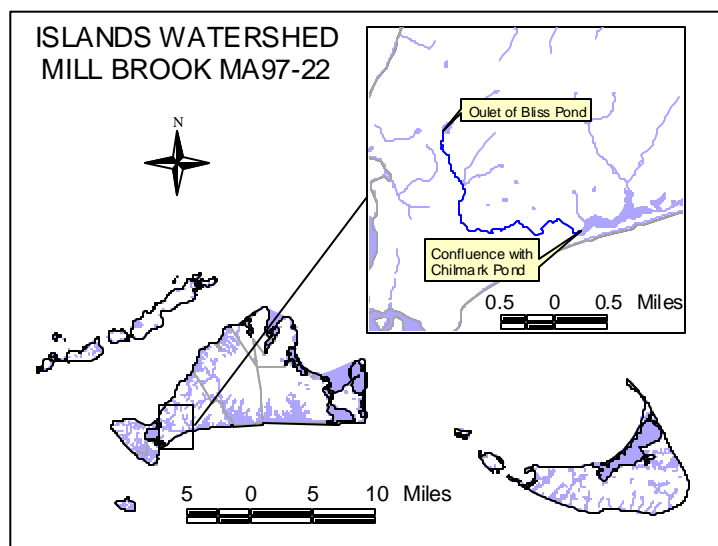 ISLANDS WATERSHED
MILL BROOK MA97-22
N
Oulet of Bliss Pond
Confluence with
Chilmark Pond
0.5 0 0.5 Miles
5 0 5 10 Miles